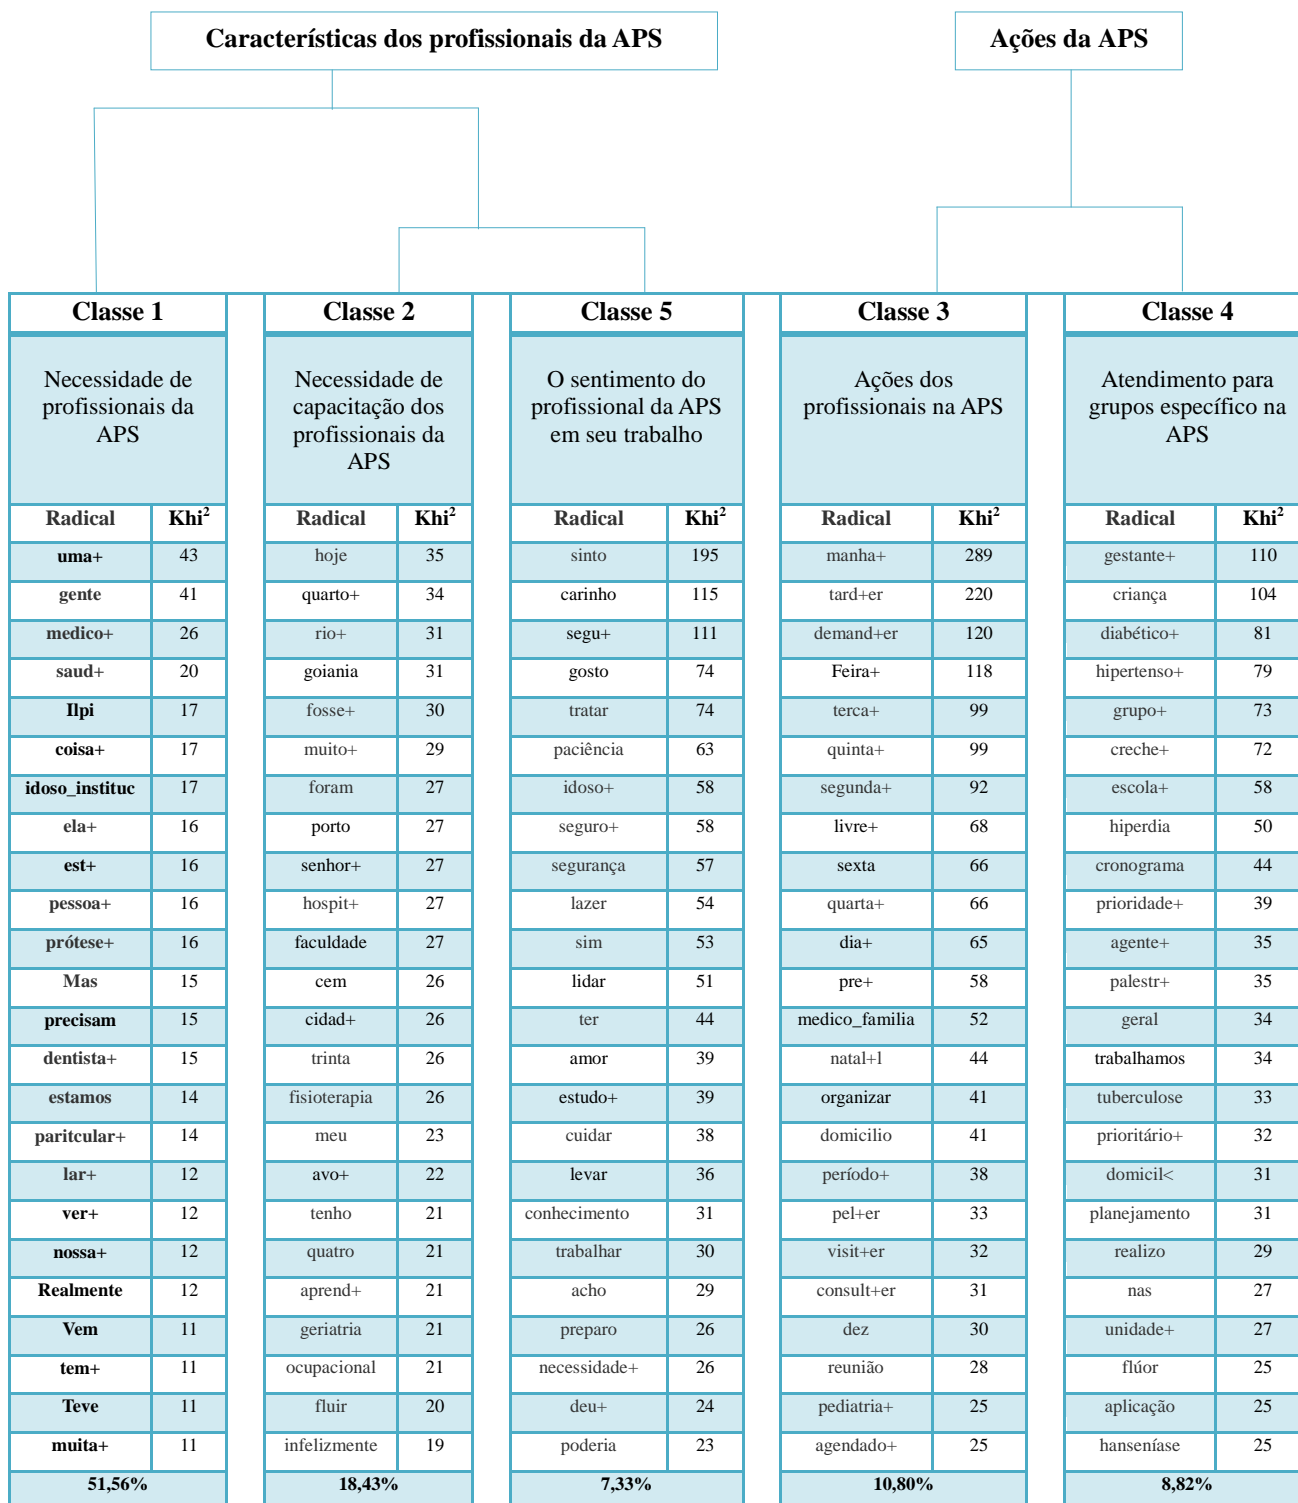 Características dos profissionais da APS
Ações da APS
Classe 1
Classe 2
Classe 5
Classe 3
Classe 4
Necessidade de
profissionais da
APS
Necessidade de
capacitação dos
profissionais da
APS
O sentimento do
profissional da APS
em seu trabalho
Ações dos
profissionais na APS
Atendimento para
grupos específico na
APS
Radical Khi² Radical Khi² Radical Khi² Radical Khi² Radical Khi²
uma+ 43 hoje 35 sinto 195 manha+ 289 gestante+ 110
gente 41 quarto+ 34 carinho 115 tard+er 220 criança 104
medico+ 26 rio+ 31 segu+ 111 demand+er 120 diabético+ 81
saud+ 20 goiania 31 gosto 74 Feira+ 118 hipertenso+ 79
Ilpi 17 fosse+ 30 tratar 74 terca+ 99 grupo+ 73
coisa+ 17 muito+ 29 paciência 63 quinta+ 99 creche+ 72
idoso_instituc 17 foram 27 idoso+ 58 segunda+ 92 escola+ 58
ela+ 16 porto 27 seguro+ 58 livre+ 68 hiperdia 50
est+ 16 senhor+ 27 segurança 57 sexta 66 cronograma 44
pessoa+ 16 hospit+ 27 lazer 54 quarta+ 66 prioridade+ 39
prótese+ 16 faculdade 27 sim 53 dia+ 65 agente+ 35
Mas 15 cem 26 lidar 51 pre+ 58 palestr+ 35
precisam 15 cidad+ 26 ter 44 medico_familia 52 geral 34
dentista+ 15 trinta 26 amor 39 natal+l 44 trabalhamos 34
estamos 14 fisioterapia 26 estudo+ 39 organizar 41 tuberculose 33
paritcular+ 14 meu 23 cuidar 38 domicilio 41 prioritário+ 32
lar+ 12 avo+ 22 levar 36 período+ 38 domicil< 31
ver+ 12 tenho 21 conhecimento 31 pel+er 33 planejamento 31
nossa+ 12 quatro 21 trabalhar 30 visit+er 32 realizo 29
Realmente 12 aprend+ 21 acho 29 consult+er 31 nas 27
Vem 11 geriatria 21 preparo 26 dez 30 unidade+ 27
tem+ 11 ocupacional 21 necessidade+ 26 reunião 28 flúor 25
Teve 11 fluir 20 deu+ 24 pediatria+ 25 aplicação 25
muita+ 11 infelizmente 19 poderia 23 agendado+ 25 hanseníase 25
51,56% 18,43% 7,33% 10,80% 8,82%